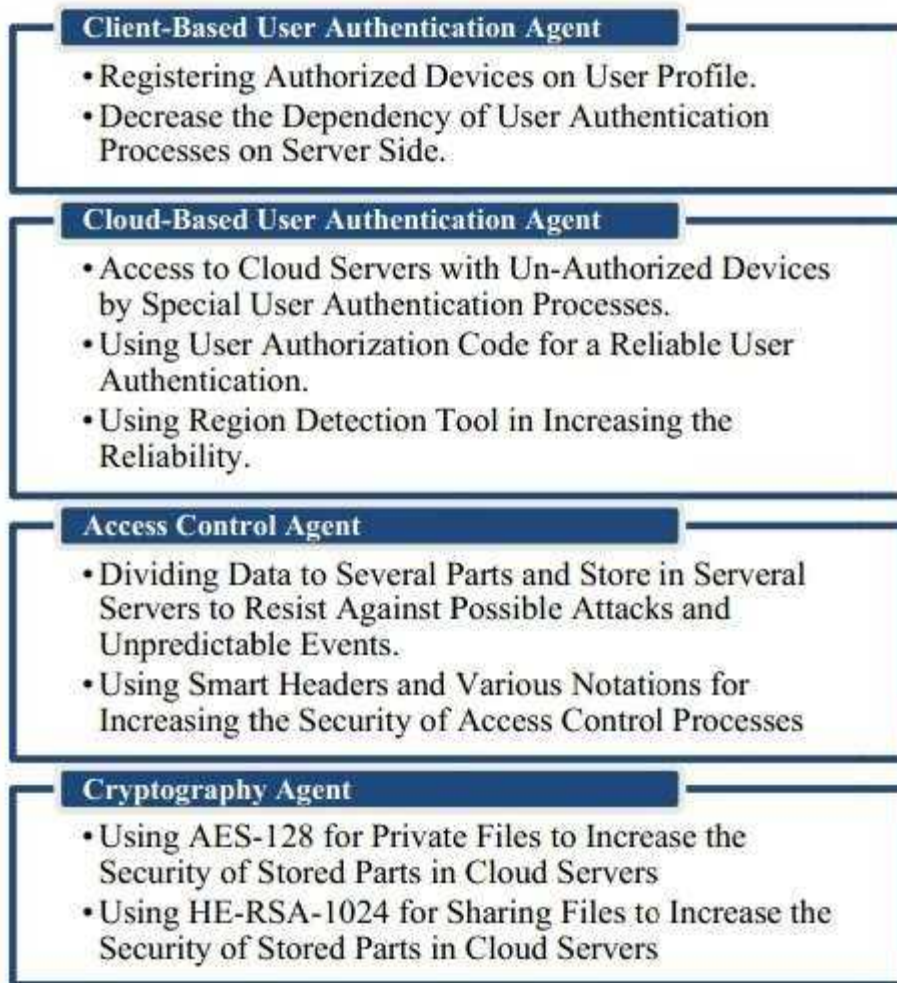 Client-Based User Authentication Agent
•Registering Authorized Devices on User Profile.
•Decrease the Dependency of User Authentication
Processes on Server Side.
Cloud-Based User Authentication Agent
•Access to Cloud Servers with Un-Authorized Devices
by Special User Authentication Processes.
•Using User Authorization Code for a Reliable User
Authentication.
•Using Region Detection Tool in Increasing the
Reliability.
Access Control Agent
•Dividing Data to Several Parts and Store in Serveral
Servers to Resist Against Possible Attacks and
Unpredictable Events.
•Using Smart Headers and Various Notations for
Increasing the Security of Access Control Processes
Cryptography Agent
•Using AES-128 for Private Files to Increase the
Security of Stored Parts in Cloud Servers
•Using HE-RSA-1024 for Sharing Files to Increase the
Security of Stored Parts in Cloud Servers